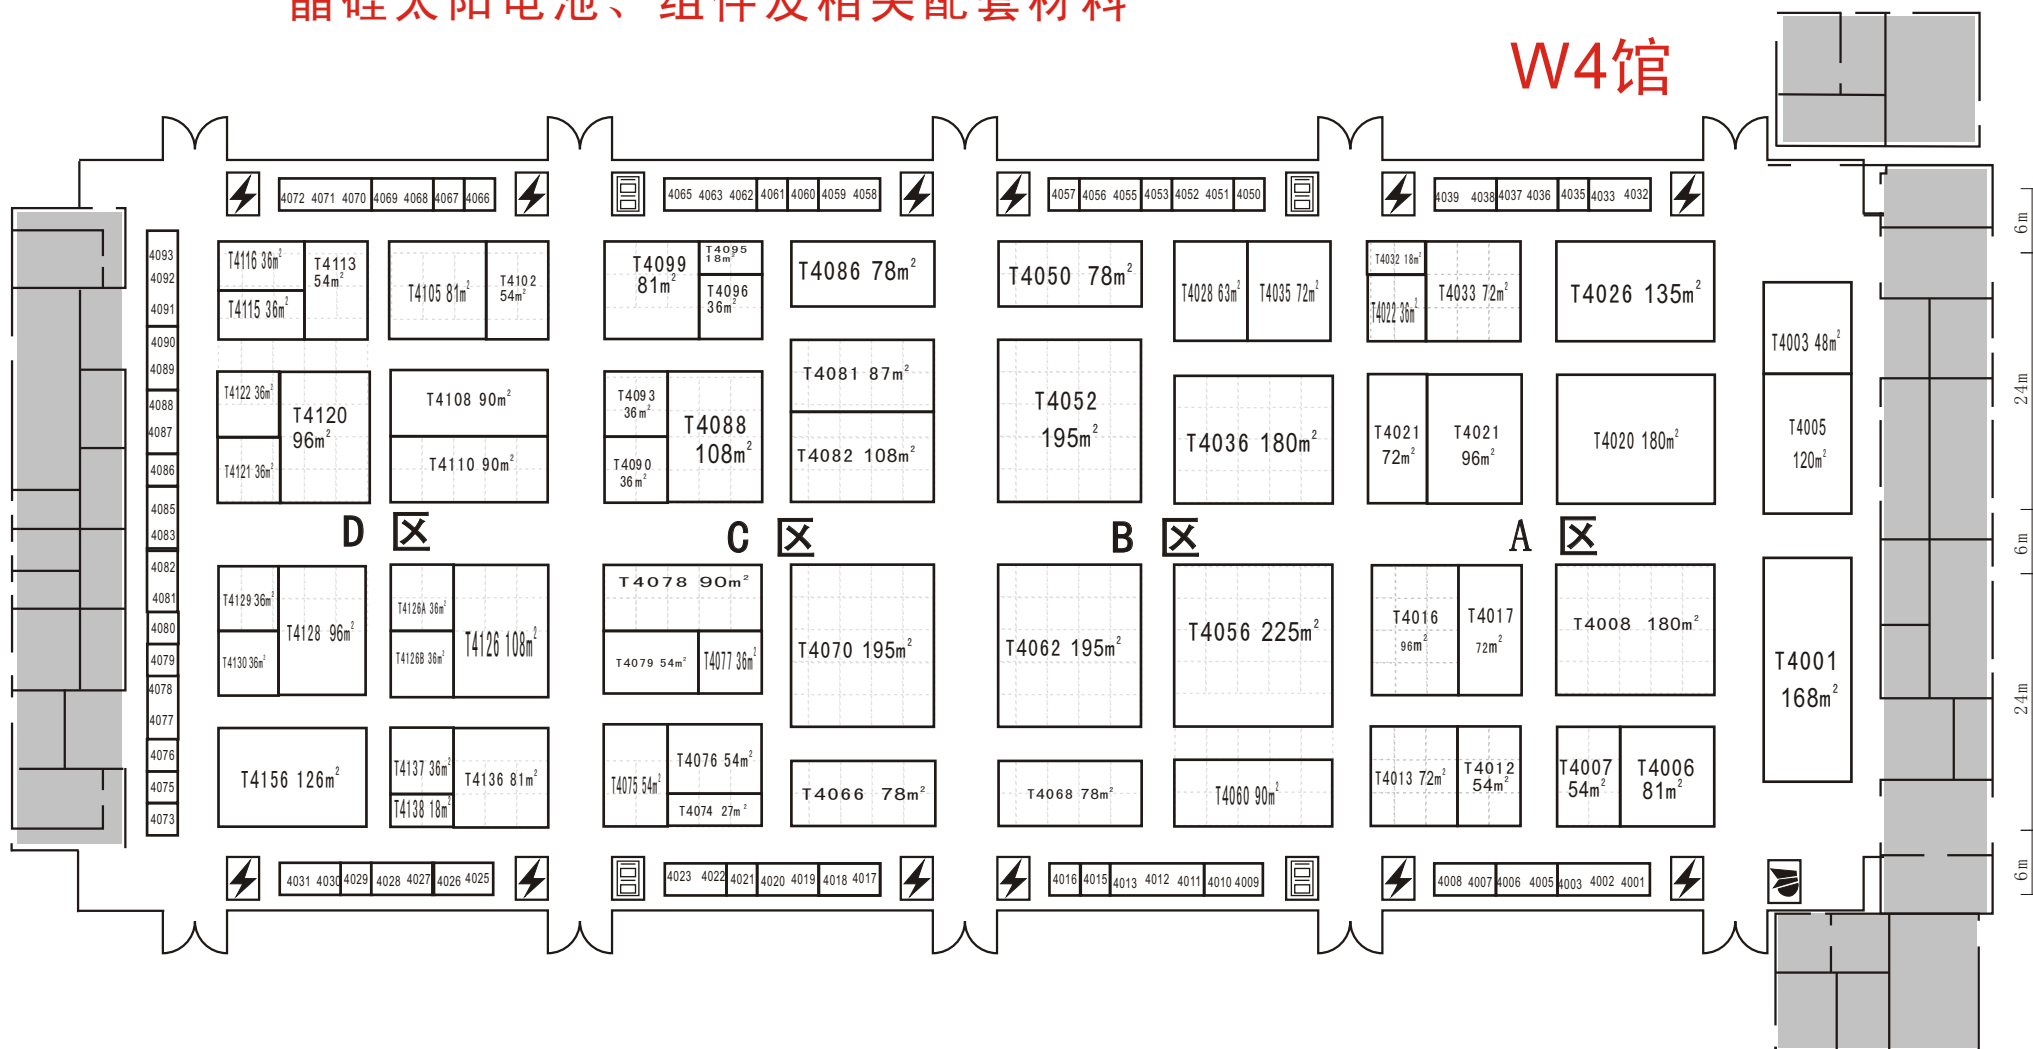 晶硅太阳电池、组件及相关配套材料
W4馆
4072 4071 4070 4069 4068 4067 4066
4065 4063 4062 4061 4060 4059 4058
4057 4056 4055 4053 4052 4051 4050
4039 4038 4037 4036 4035 4033 4032
4093
4092
4091
4090
4089
4088
4087
4086
4085
4083
4082
4081
4080
4079
4078
4077
4076
4075
4073
T4116 36m²
T4115 36m²
T4113
54m²
T4105 81m²
T4102
54m²
T4099
81m²
T4095
18m²
T4096
36m²
T4086 78m²
T4050 78m²
T4028 63m²
T4035 72m²
T4032 18m²
T4022 36m²
T4033 72m²
T4026 135m²
T4003 48m²
T4122 36m²
T4121 36m²
T4120
96m²
T4108 90m²
T4110 90m²
T4093
36m²
T4090
36m²
T4088
108m²
T4081 87m²
T4082 108m²
T4052
195m²
T4036 180m²
T4021
72m²
T4021
96m²
T4020 180m²
T4005
120m²
D 区
C 区
B 区
A 区
T4129 36m²
T4130 36m²
T4128 96m²
T4126A 36m²
T4126B 36m²
T4126 108m²
T4078 90m²
T4079 54m²
T4077 36m²
T4070 195m²
T4062 195m²
T4056 225m²
T4016
96m²
T4017
72m²
T4008 180m²
T4001
168m²
T4156 126m²
T4137 36m²
T4138 18m²
T4136 81m²
T4075 54m²
T4076 54m²
T4074 27m²
T4066 78m²
T4068 78m²
T4060 90m²
T4013 72m²
T4012
54m²
T4007
54m²
T4006
81m²
4031 4030 4029 4028 4027 4026 4025
4023 4022 4021 4020 4019 4018 4017
4016 4015 4013 4012 4011 4010 4009
4008 4007 4006 4005 4003 4002 4001
6m
24m
6m
24m
6m